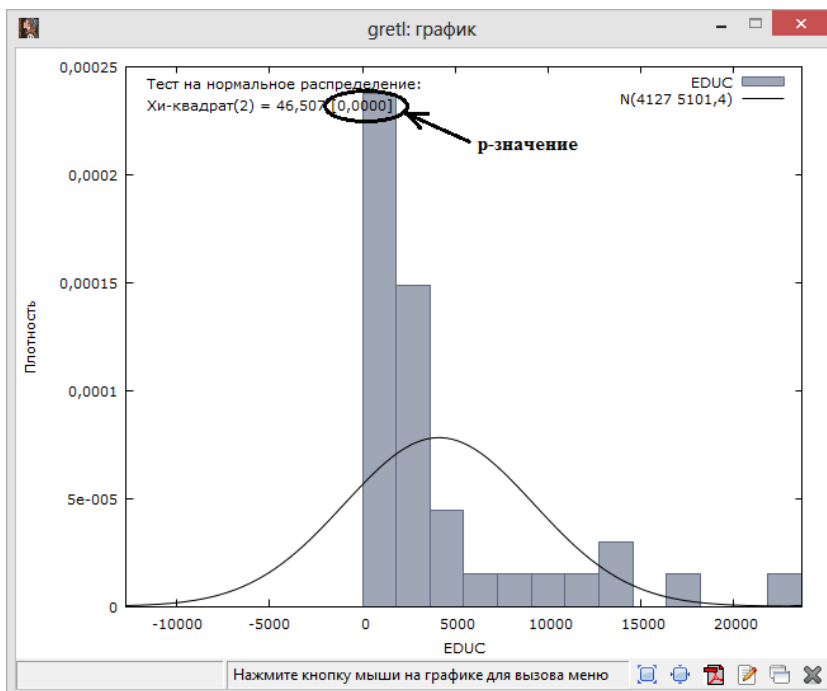 gretl: график
0,00025
Тест на нормальное распределение:
EDUC
Хи-квадрат(2) = 46,507 [0,0000]
N(4127 5101,4)
p-значение
0,0002
0,00015
Плотность
0,0001
5e-005
0
-10000
-5000
0
5000
10000
15000
20000
EDUC
Нажмите кнопку мыши на графике для вызова меню